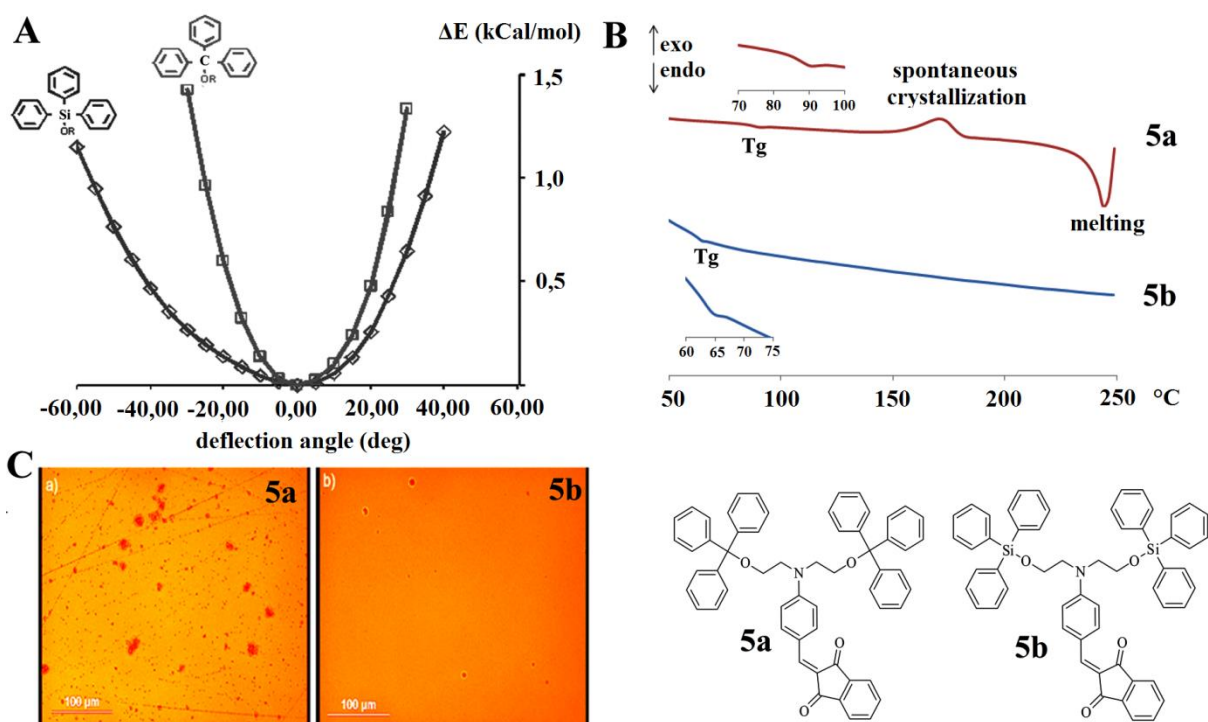 A
ΔE (kCal/mol)
C
OR
Si
OR
1,5
1,0
0,5
-60,00 -40,00 -20,00 0,00 20,00 40,00 60,00
deflection angle (deg)
B
exo
endo
70 80 90 100
spontaneous
crystallization
5a
Tg
melting
Tg
5b
60 65 70 75
50 100 150 200 250 °C
C
a)
5a
100 µm
b)
5b
100 µm
O
N
O
O
O
5a
Si
O
N
O
Si
O
O
5b